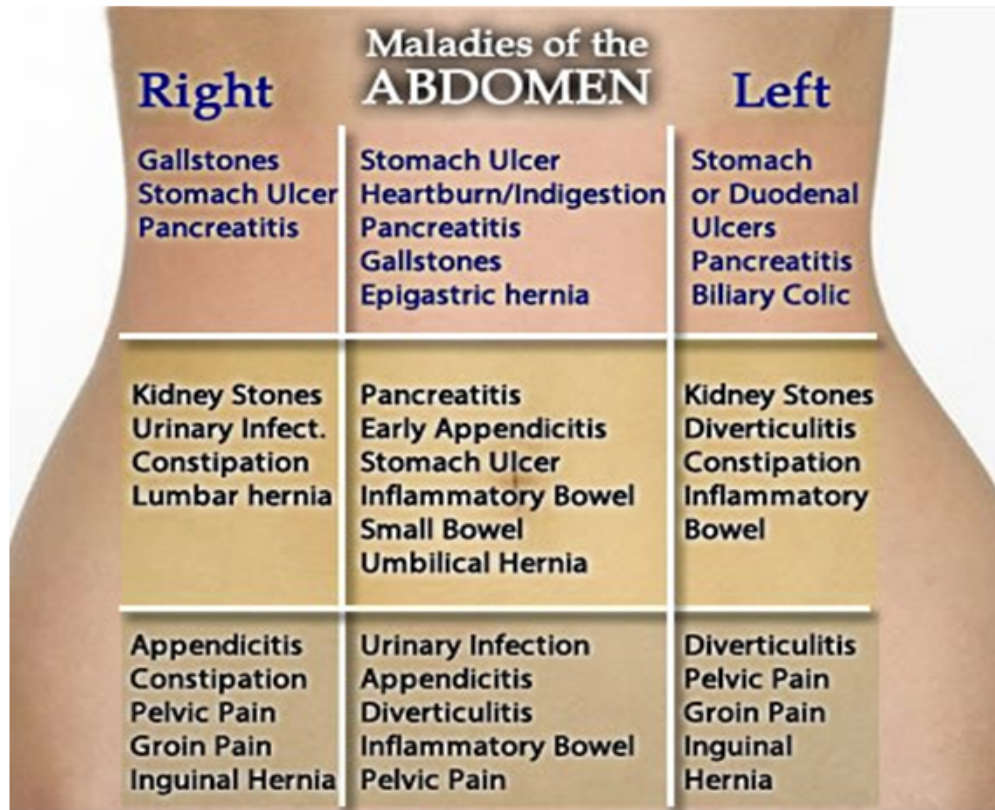 Maladies of the
ABDOMEN
Right
Left
Gallstones
Stomach Ulcer
Pancreatitis
Stomach Ulcer
Heartburn/Indigestion
Pancreatitis
Gallstones
Epigastric hernia
Stomach
or Duodenal
Ulcers
Pancreatitis
Biliary Colic
Kidney Stones
Urinary Infect.
Constipation
Lumbar hernia
Pancreatitis
Early Appendicitis
Stomach Ulcer
Inflammatory Bowel
Small Bowel
Umbilical Hernia
Kidney Stones
Diverticulitis
Constipation
Inflammatory
Bowel
Appendicitis
Constipation
Pelvic Pain
Groin Pain
Inguinal Hernia
Urinary Infection
Appendicitis
Diverticulitis
Inflammatory Bowel
Pelvic Pain
Diverticulitis
Pelvic Pain
Groin Pain
Inguinal
Hernia